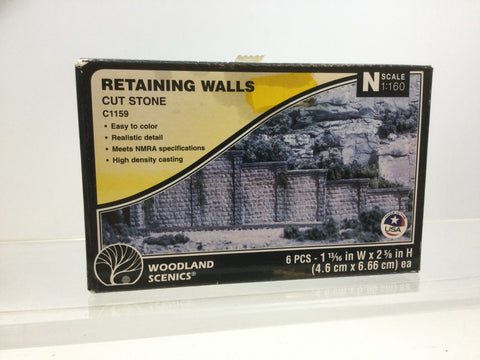 RETAINING WALLS
CUT STONE
C1159
• Easy to color
• Realistic detail
• Meets NMRA specifications
• High density casting
N SCALE
1:160
USA
WOODLAND
SCENICS®
6 PCS - 1 13/16 in W x 2 5/8 in H
(4.6 cm x 6.66 cm) ea